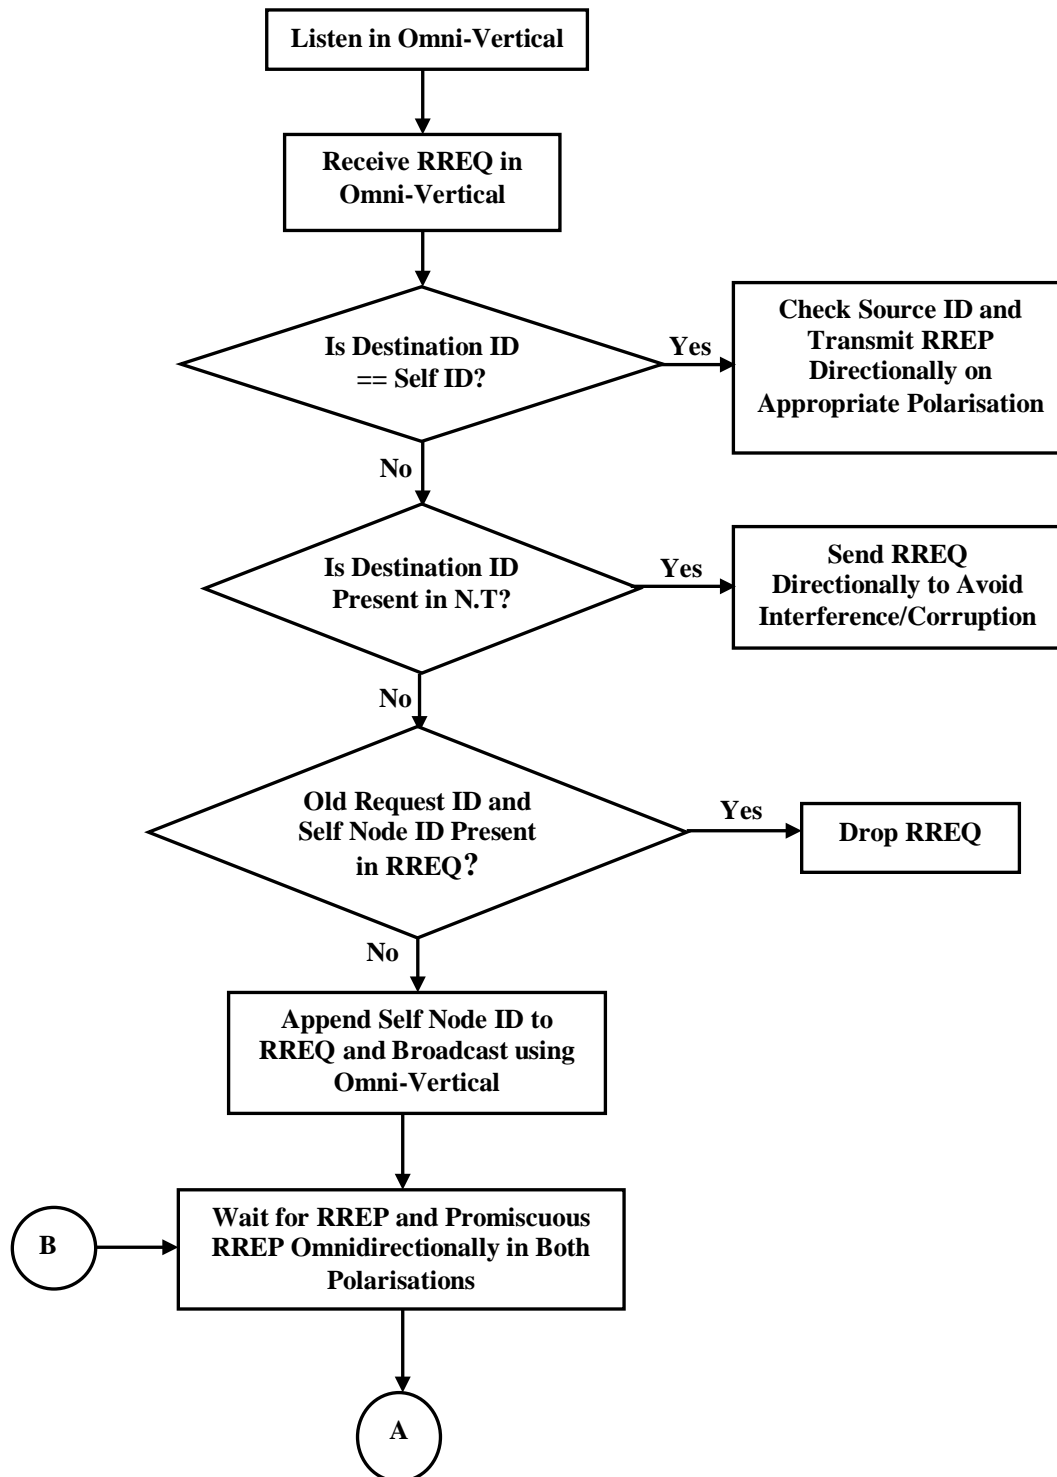 Listen in Omni-Vertical
Receive RREQ in
Omni-Vertical
Is Destination ID
== Self ID?
Yes
Check Source ID and
Transmit RREP
Directionally on
Appropriate Polarisation
No
Is Destination ID
Present in N.T?
Yes
Send RREQ
Directionally to Avoid
Interference/Corruption
No
Old Request ID and
Self Node ID Present
in RREQ?
Yes
Drop RREQ
No
Append Self Node ID to
RREQ and Broadcast using
Omni-Vertical
B
Wait for RREP and Promiscuous
RREP Omnidirectionally in Both
Polarisations
A